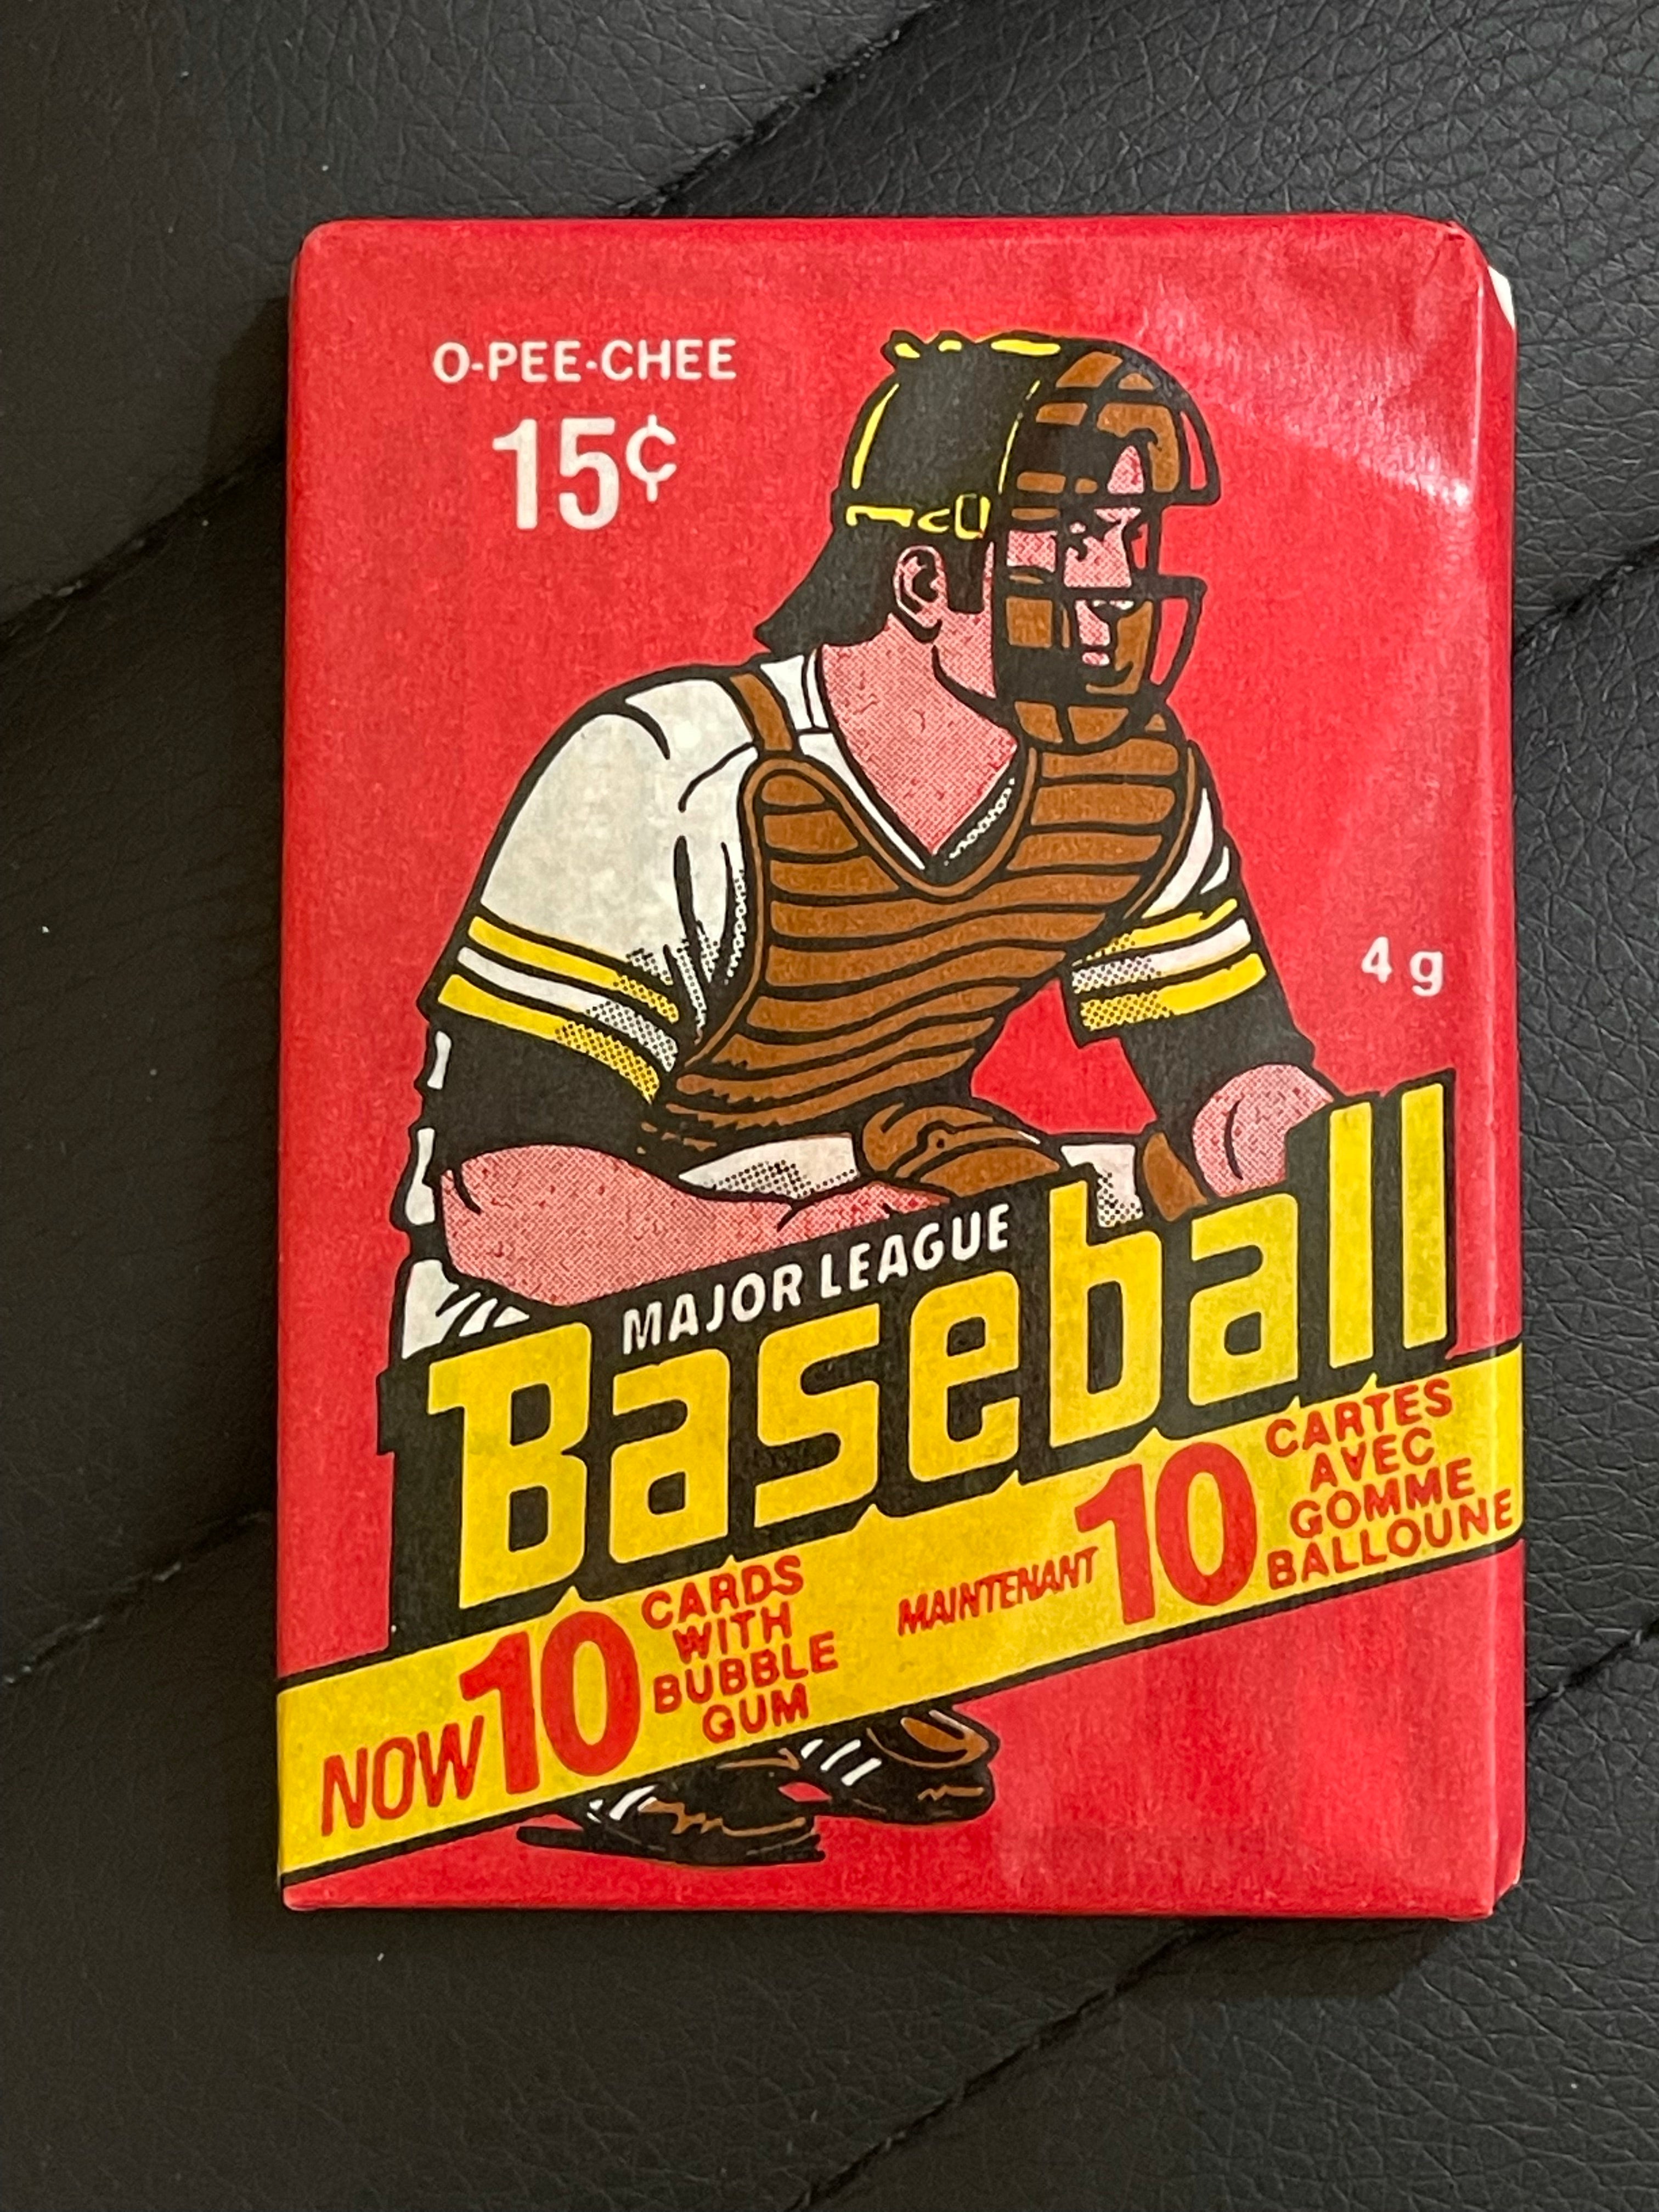 O-PEE-CHEE
15¢
4 g
MAJOR LEAGUE
Baseball
NOW 10 CARDS
WITH
BUBBLE
GUM
MAINTENANT 10 CARTES
AVEC
GOMME
BALLOUNE